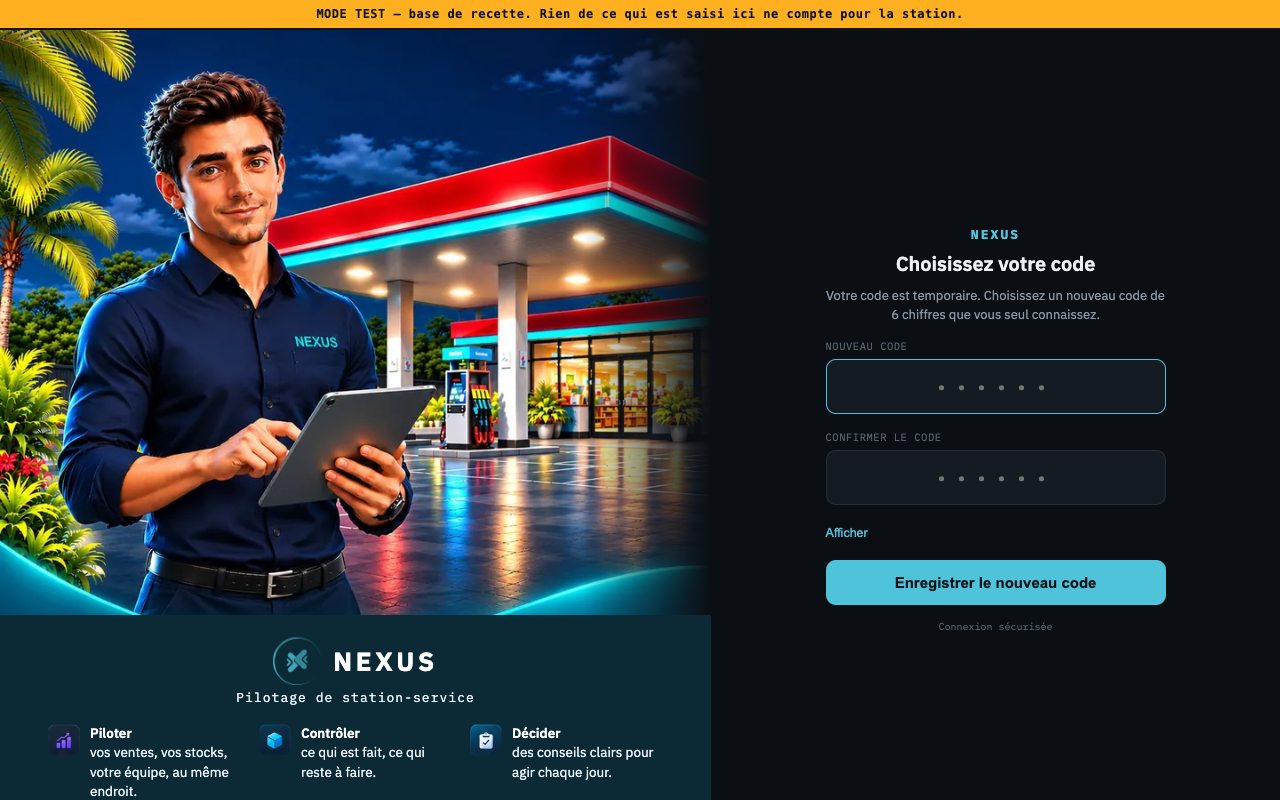 MODE TEST — base de recette. Rien de ce qui est saisi ici ne compte pour la station.
NEXUS
NEXUS
Pilotage de station-service
Piloter
vos ventes, vos stocks,
votre équipe, au même
endroit.
Contrôler
ce qui est fait, ce qui
reste à faire.
Décider
des conseils clairs pour
agir chaque jour.
NEXUS
Choisissez votre code
Votre code est temporaire. Choisissez un nouveau code de
6 chiffres que vous seul connaissez.
NOUVEAU CODE
CONFIRMER LE CODE
Afficher
Enregistrer le nouveau code
Connexion sécurisée